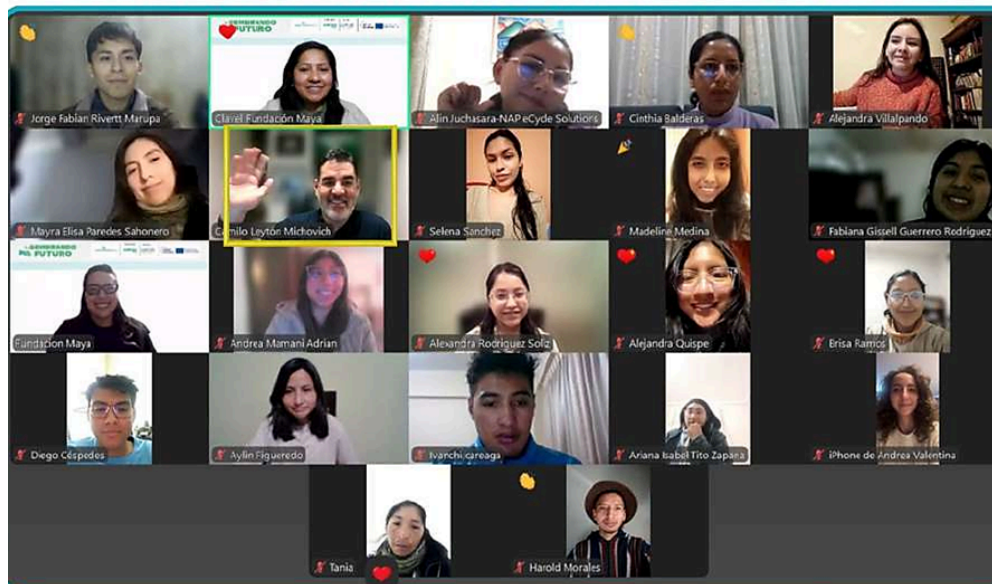 SEMBRANDO
FUTURO
Jorge Fabian Rivertt Marupa
Clavel Fundación Maya
Alin Juchasara-NAP eCycle Solutions
Cinthia Balderas
Alejandra Villalpando
Mayra Elisa Paredes Sahonero
Camilo Leytón Michovich
Selena Sanchez
Madeline Medina
Fabiana Gissell Guerrero Rodriguez
SEMBRANDO
FUTURO
Fundacion Maya
Andrea Mamani Adrian
Alexandra Rodriguez Soliz
Alejandra Quispe
Brisa Ramos
Diego Céspedes
Aylin Figueredo
Ivanchicareaga
Ariana Isabel Tito Zapana
iPhone de Andrea Valentina
Tania
Harold Morales